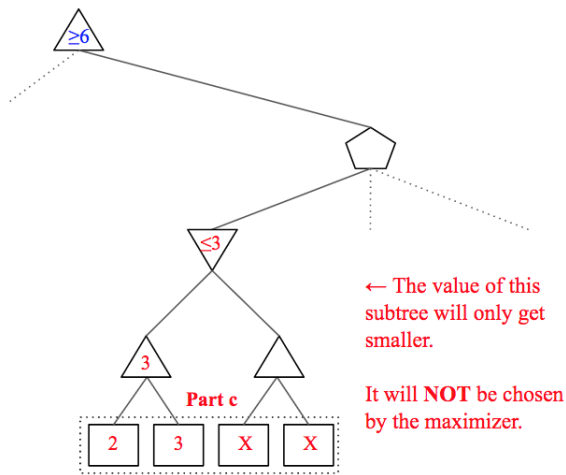 ≥6
≤3
← The value of this
subtree will only get
smaller.
3
It will NOT be chosen
by the maximizer.
Part c
2 3 X X